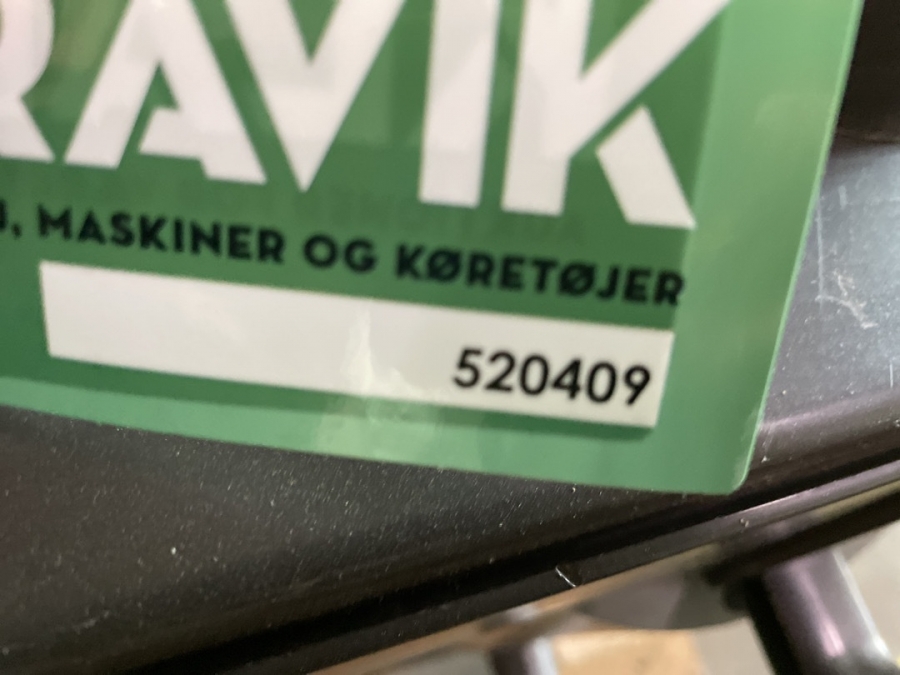 RAVIK
, MASKINER OG KØRETØJER
520409